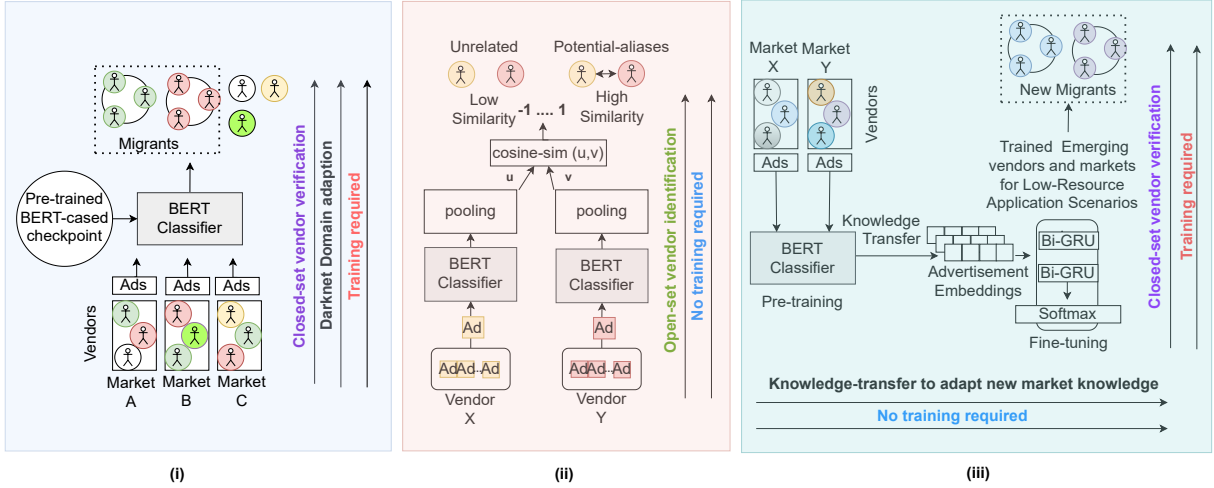 Migrants
Pre-trained
BERT-cased
checkpoint
BERT
Classifier
Ads
Ads
Ads
Vendors
Market
A
Market
B
Market
C
Closed-set vendor verification
Darknet Domain adaption
Training required
(i)
Unrelated
Potential-aliases
Low
Similarity
-1 .... 1
High
Similarity
cosine-sim (u,v)
u
v
pooling
pooling
BERT
Classifier
BERT
Classifier
Ad
Ad
AdAd..Ad
AdAd..Ad
Vendor
X
Vendor
Y
Open-set vendor identification
No training required
(ii)
Market
X
Market
Y
Vendors
Ads
Ads
New Migrants
Trained Emerging
vendors and markets
for Low-Resource
Application Scenarios
BERT
Classifier
Pre-training
Knowledge
Transfer
Advertisement
Embeddings
Bi-GRU
Bi-GRU
Softmax
Fine-tuning
Closed-set vendor verification
Training required
Knowledge-transfer to adapt new market knowledge
No training required
(iii)